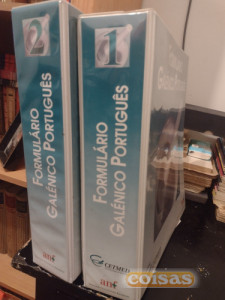 2
FORMULÁRIO
GALÉNICO PORTUGUÊS
anf
1
FORMULÁRIO
GALÉNICO PORTUGUÊS
CETMED
anf
coisas